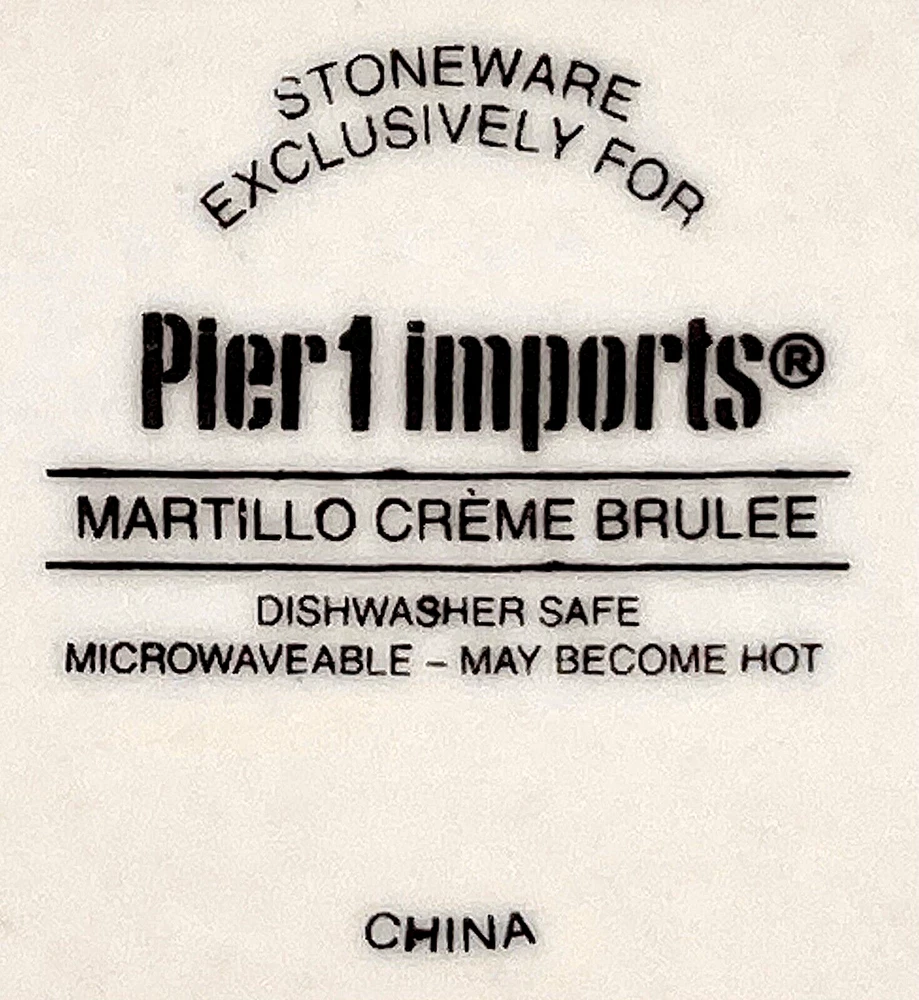 STONEWARE
EXCLUSIVELY FOR
Pier1 imports®
MARTILLO CRÈME BRULEE
DISHWASHER SAFE
MICROWAVEABLE – MAY BECOME HOT
CHINA